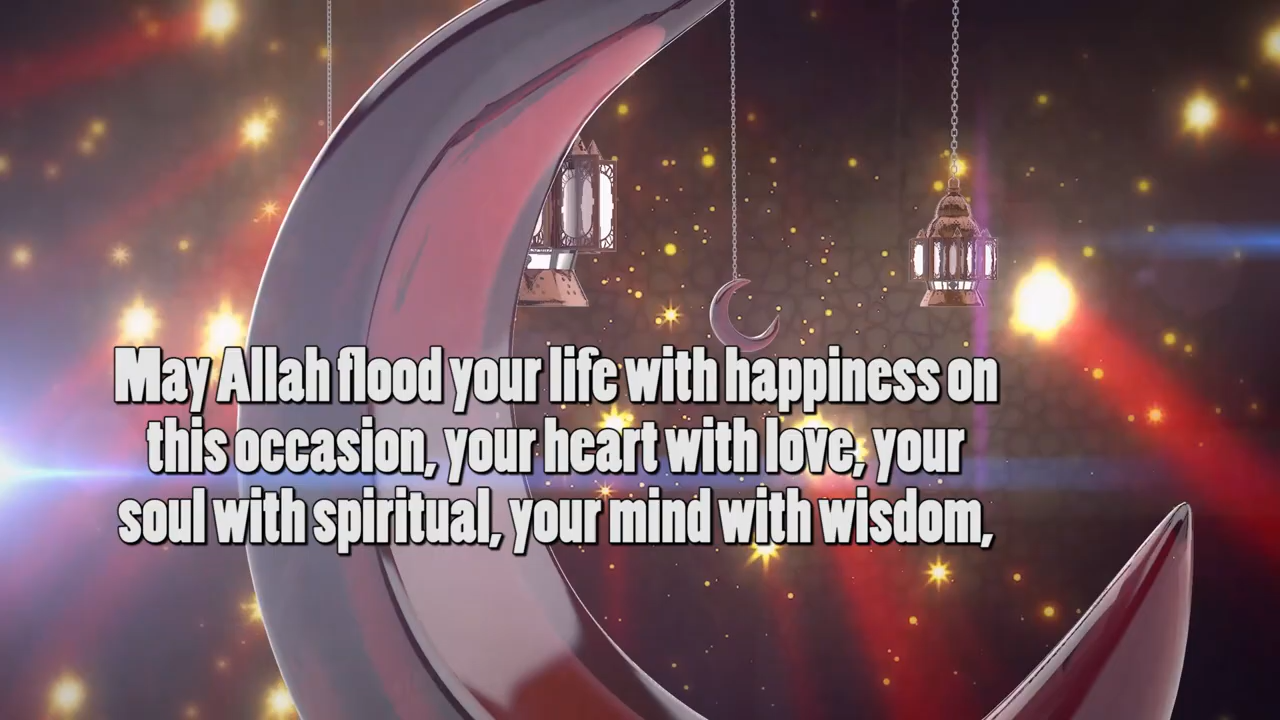 May Allah flood your life with happiness on
this occasion, your heart with love, your
soul with spiritual, your mind with wisdom,